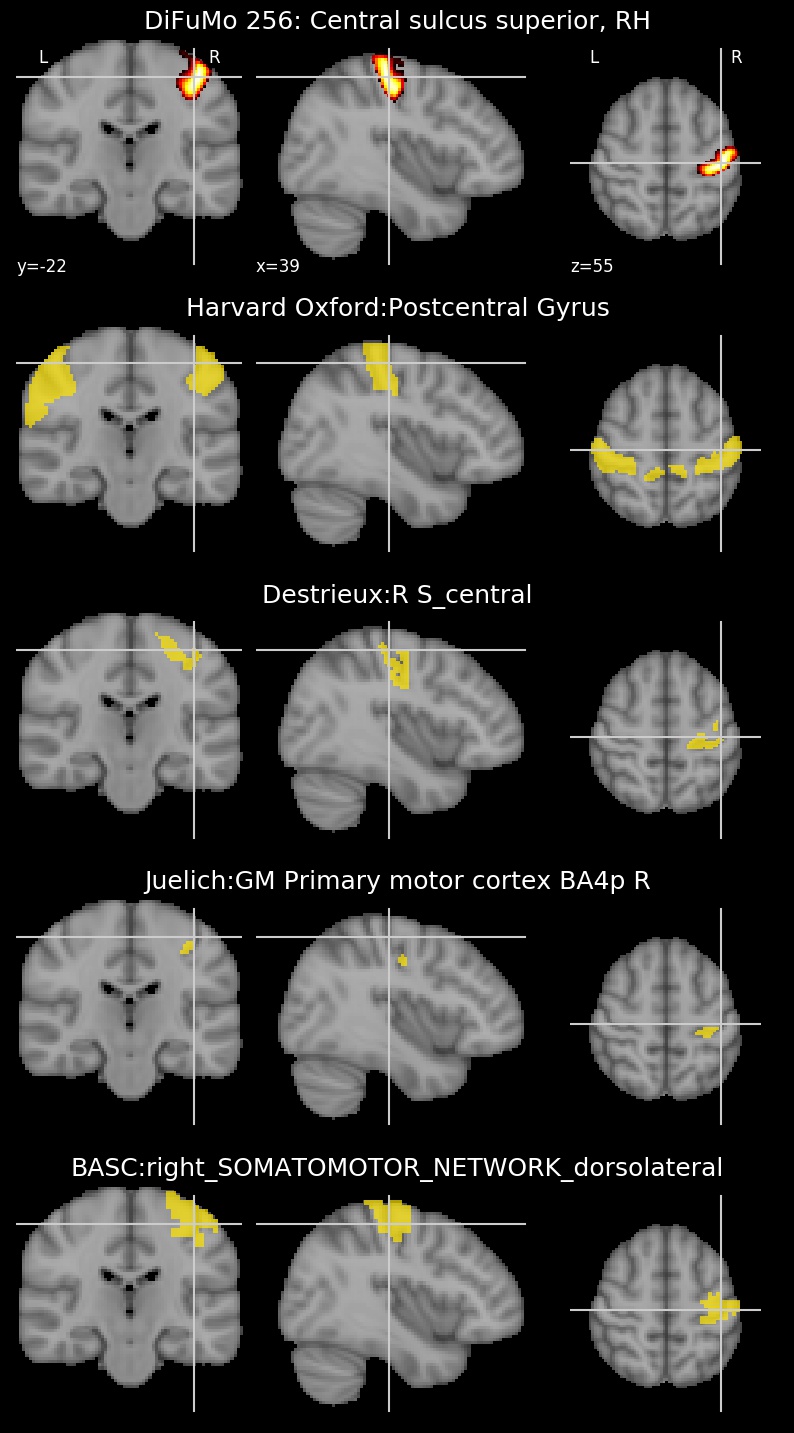 DiFuMo 256: Central sulcus superior, RH
L R L R
y=-22 x=39 z=55
Harvard Oxford:Postcentral Gyrus
Destrieux:R S_central
Juelich:GM Primary motor cortex BA4p R
BASC:right_SOMATOMOTOR_NETWORK_dorsolateral